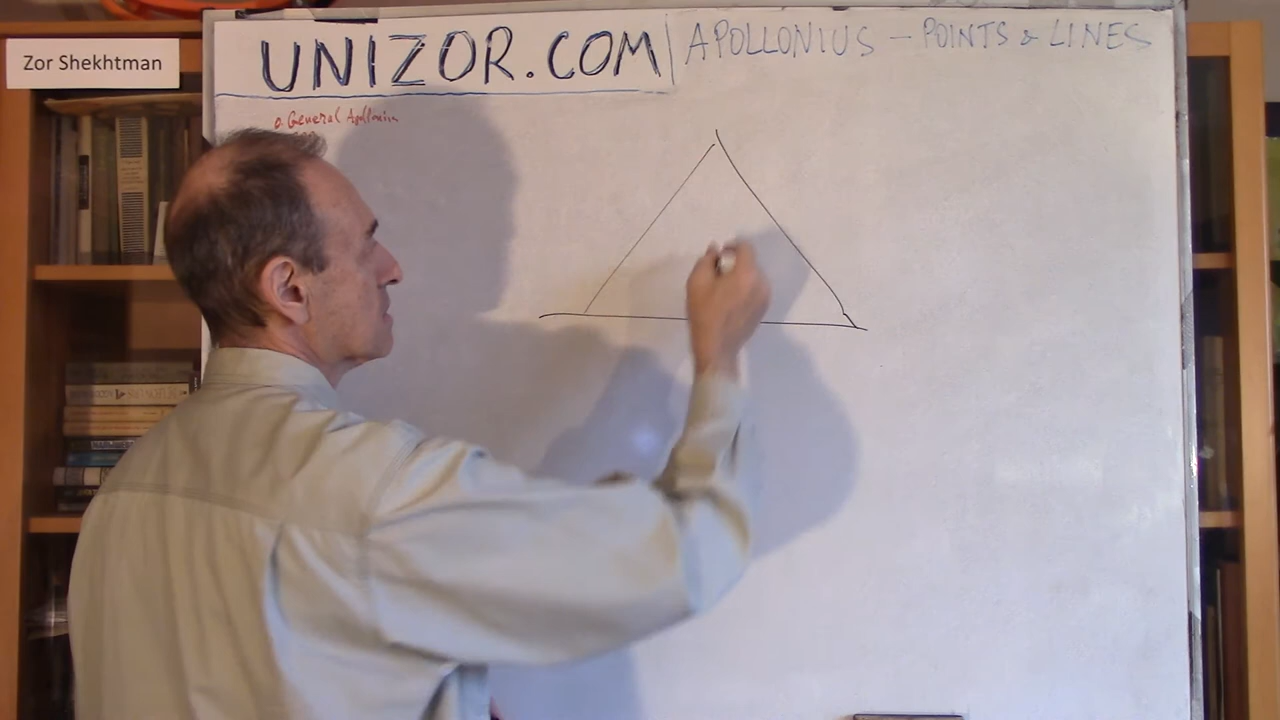 Zor Shekhtman
UNIZOR.COM
APOLLONIUS - POINTS & LINES
General Apollonius